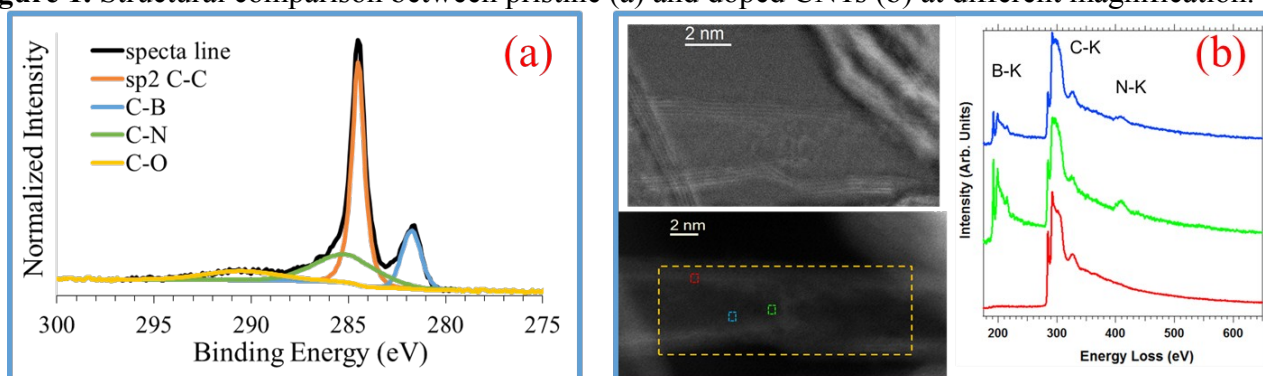 Figure 1. Structural comparison between pristine (a) and doped CNTs (b) at different magnification.
specta line
sp2 C-C
C-B
C-N
C-O
(a)
Normalized Intensity
300 295 290 285 280 275
Binding Energy (eV)
2 nm
2 nm
(b)
B-K
C-K
N-K
Intensity (Arb. Units)
200 300 400 500 600
Energy Loss (eV)